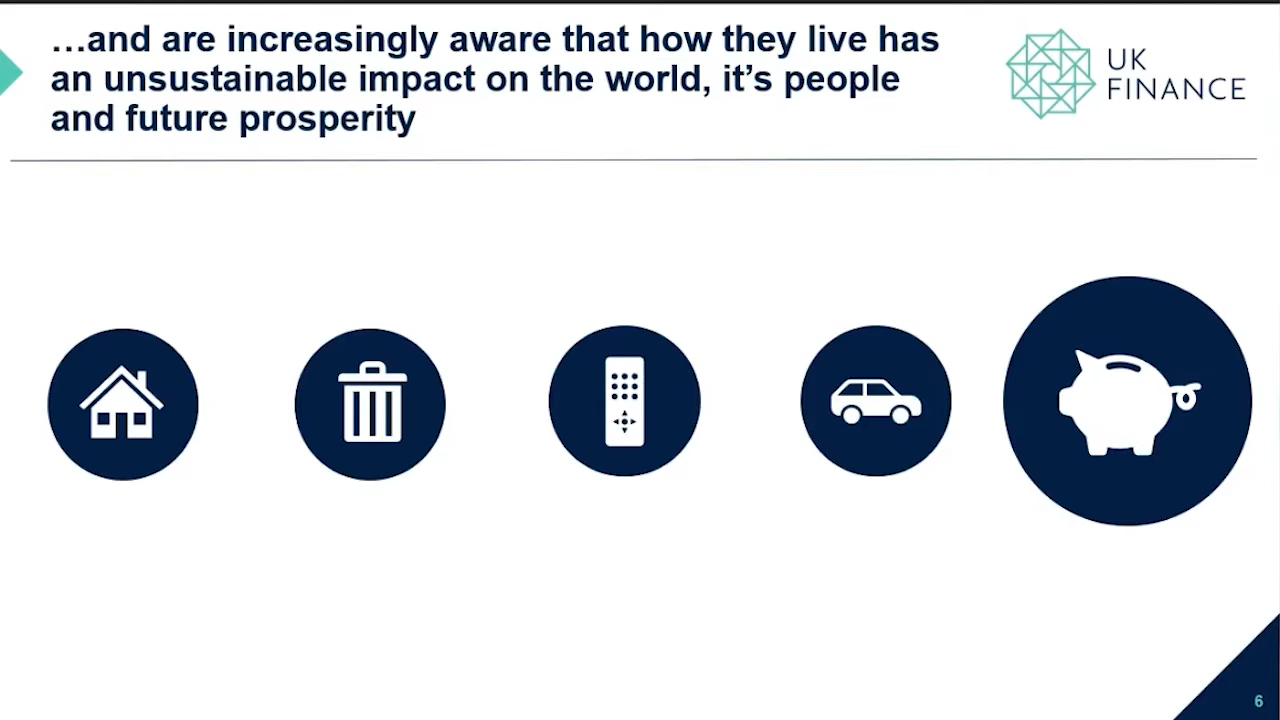 …and are increasingly aware that how they live has
an unsustainable impact on the world, it’s people
and future prosperity
UK
FINANCE
6